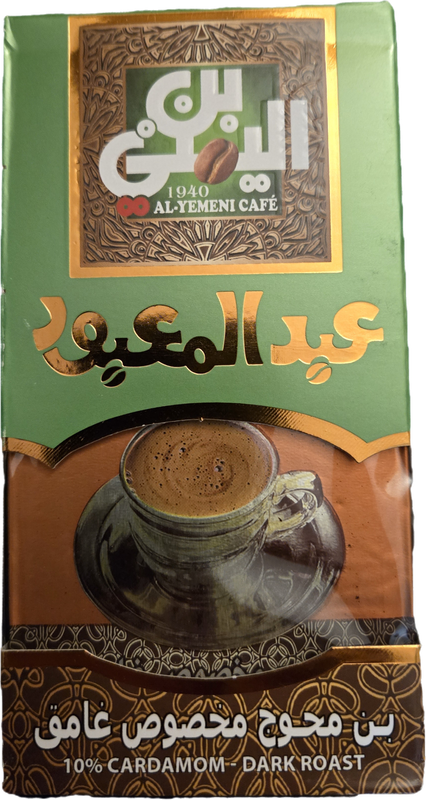 بن
اليمني
1940
AL-YEMENI CAFÉ
عبد المعبود
بن محوج مخصوص غامق
10% CARDAMOM - DARK ROAST